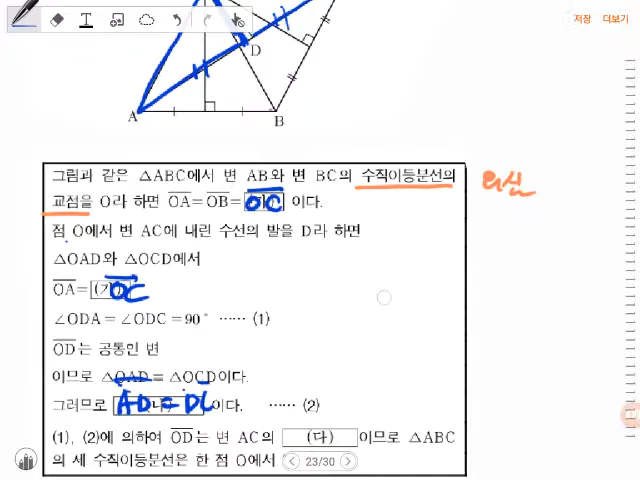 저장 더보기
D
A
B
그림과 같은 △ABC에서 변 AB와 변 BC의 수직이등분선의 외심
교점을 O라 하면 OA = OB = OC 이다.
점 O에서 변 AC에 내린 수선의 발을 D라 하면
△OAD와 △OCD에서
OA = (가) OC
∠ODA = ∠ODC = 90° …… (1)
OD는 공통인 변
이므로 △OAD ≡ △OCD이다.
그러므로 AD = DC 이다. …… (2)
(1), (2)에 의하여 OD는 변 AC의 (다) 이므로 △ABC
의 세 수직이등분선은 한 점 O에서
23/30